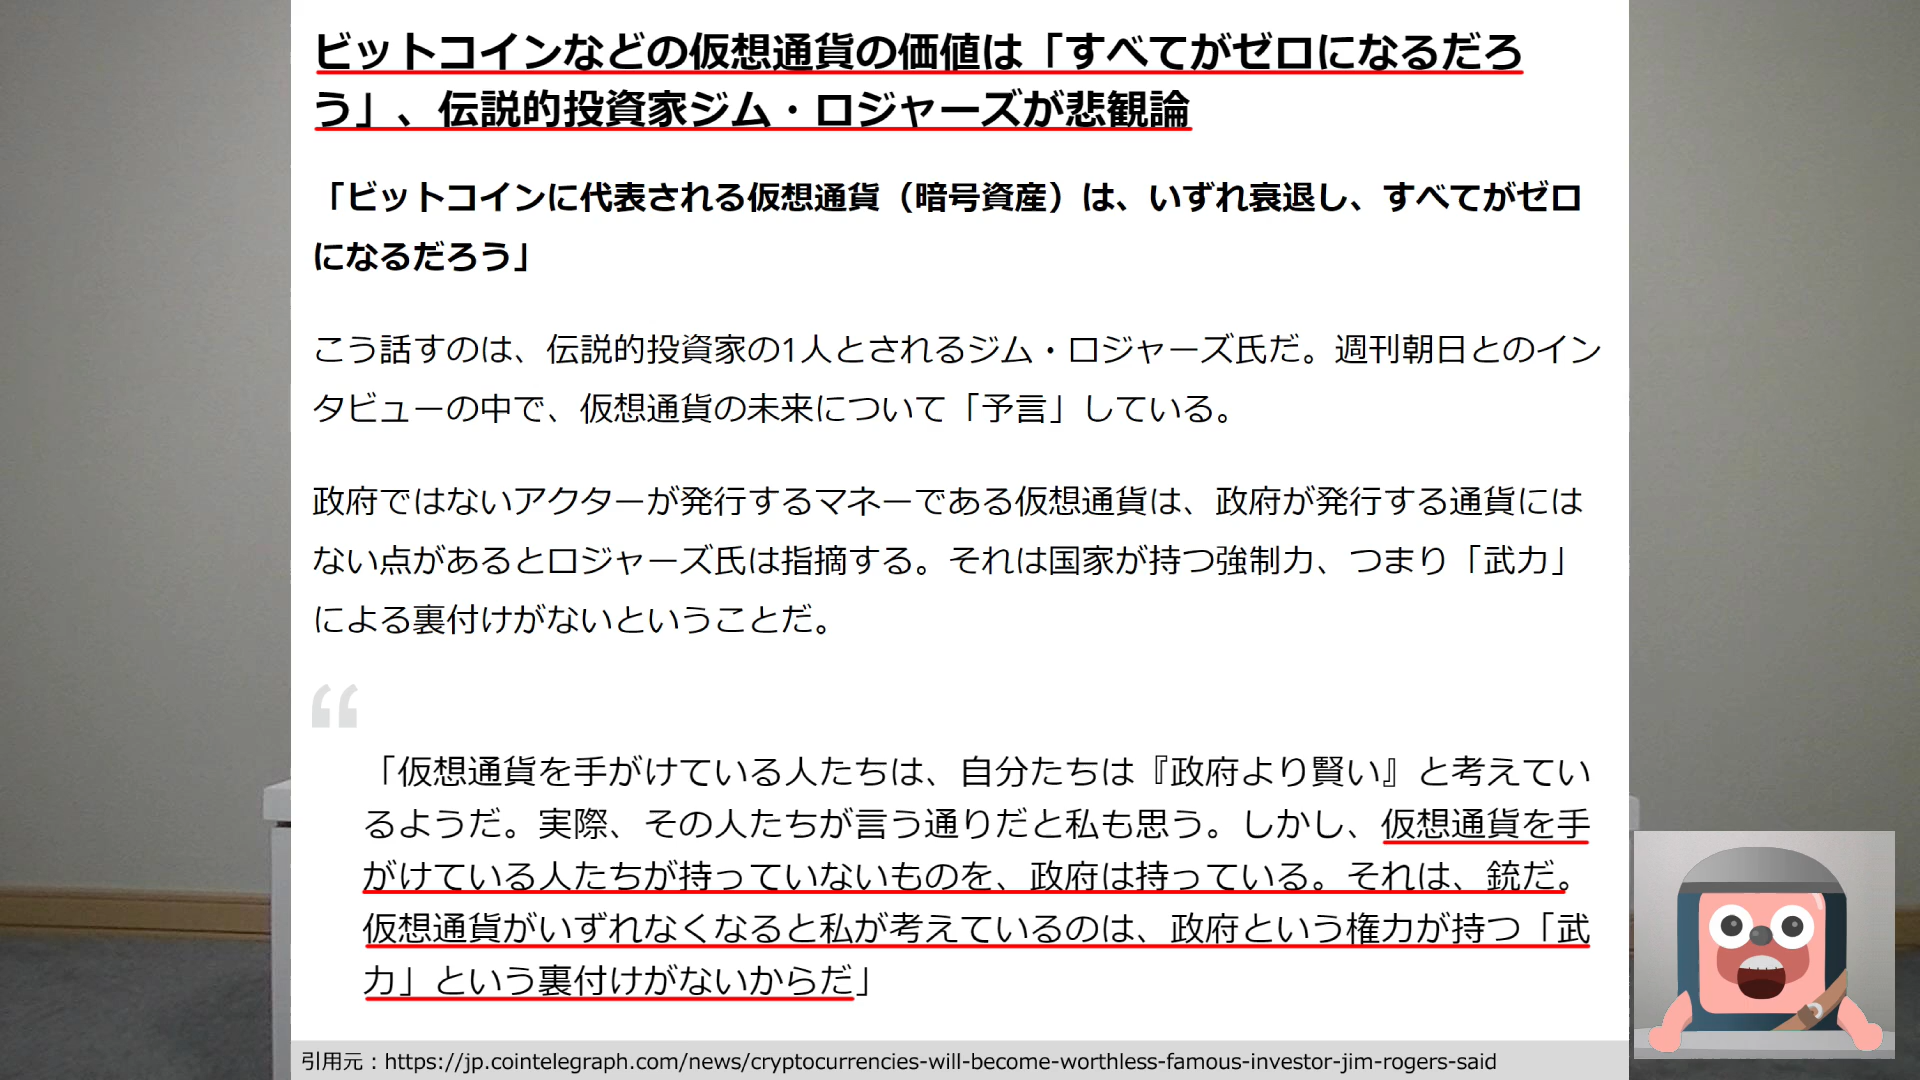 ビットコインなどの仮想通貨の価値は「すべてがゼロになるだろ
う」、伝説的投資家ジム・ロジャーズが悲観論
「ビットコインに代表される仮想通貨（暗号資産）は、いずれ衰退し、すべてがゼロ
になるだろう」
こう話すのは、伝説的投資家の1人とされるジム・ロジャーズ氏だ。週刊朝日とのイン
タビューの中で、仮想通貨の未来について「予言」している。
政府ではないアクターが発行するマネーである仮想通貨は、政府が発行する通貨には
ない点があるとロジャーズ氏は指摘する。それは国家が持つ強制力、つまり「武力」
による裏付けがないということだ。
“
「仮想通貨を手がけている人たちは、自分たちは『政府より賢い』と考えてい
るようだ。実際、その人たちが言う通りだと私も思う。しかし、仮想通貨を手
がけている人たちが持っていないものを、政府は持っている。それは、銃だ。
仮想通貨がいずれなくなると私が考えているのは、政府という権力が持つ「武
力」という裏付けがないからだ」
引用元：https://jp.cointelegraph.com/news/cryptocurrencies-will-become-worthless-famous-investor-jim-rogers-said